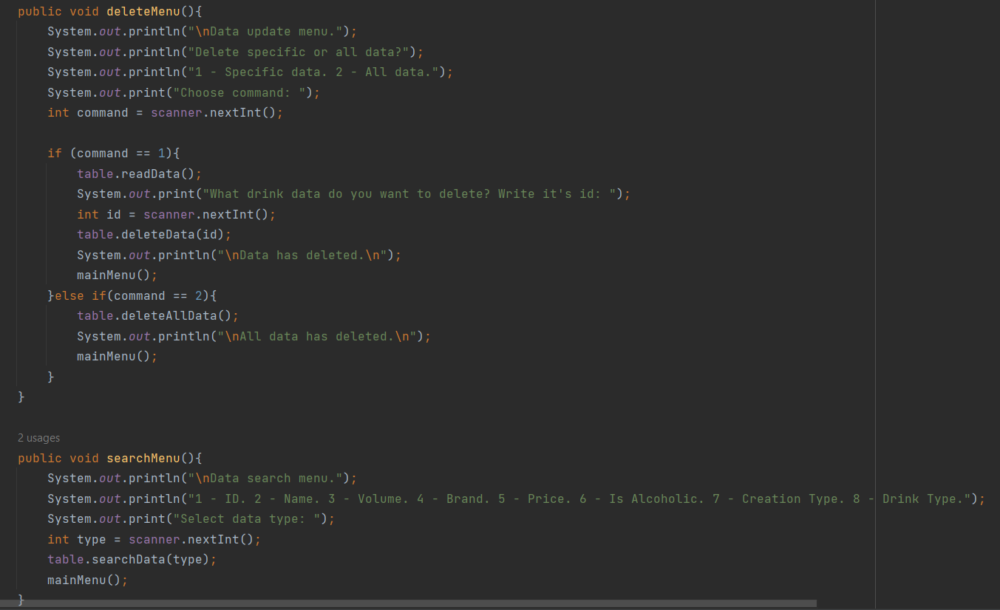 public void deleteMenu(){
    System.out.println("\nData update menu.");
    System.out.println("Delete specific or all data?");
    System.out.println("1 - Specific data. 2 - All data.");
    System.out.print("Choose command: ");
    int command = scanner.nextInt();

    if (command == 1){
        table.readData();
        System.out.print("What drink data do you want to delete? Write it's id: ");
        int id = scanner.nextInt();
        table.deleteData(id);
        System.out.println("\nData has deleted.\n");
        mainMenu();
    }else if(command == 2){
        table.deleteAllData();
        System.out.println("\nAll data has deleted.\n");
        mainMenu();
    }
}

2 usages
public void searchMenu(){
    System.out.println("\nData search menu.");
    System.out.println("1 - ID. 2 - Name. 3 - Volume. 4 - Brand. 5 - Price. 6 - Is Alcoholic. 7 - Creation Type. 8 - Drink Type.");
    System.out.print("Select data type: ");
    int type = scanner.nextInt();
    table.searchData(type);
    mainMenu();
}